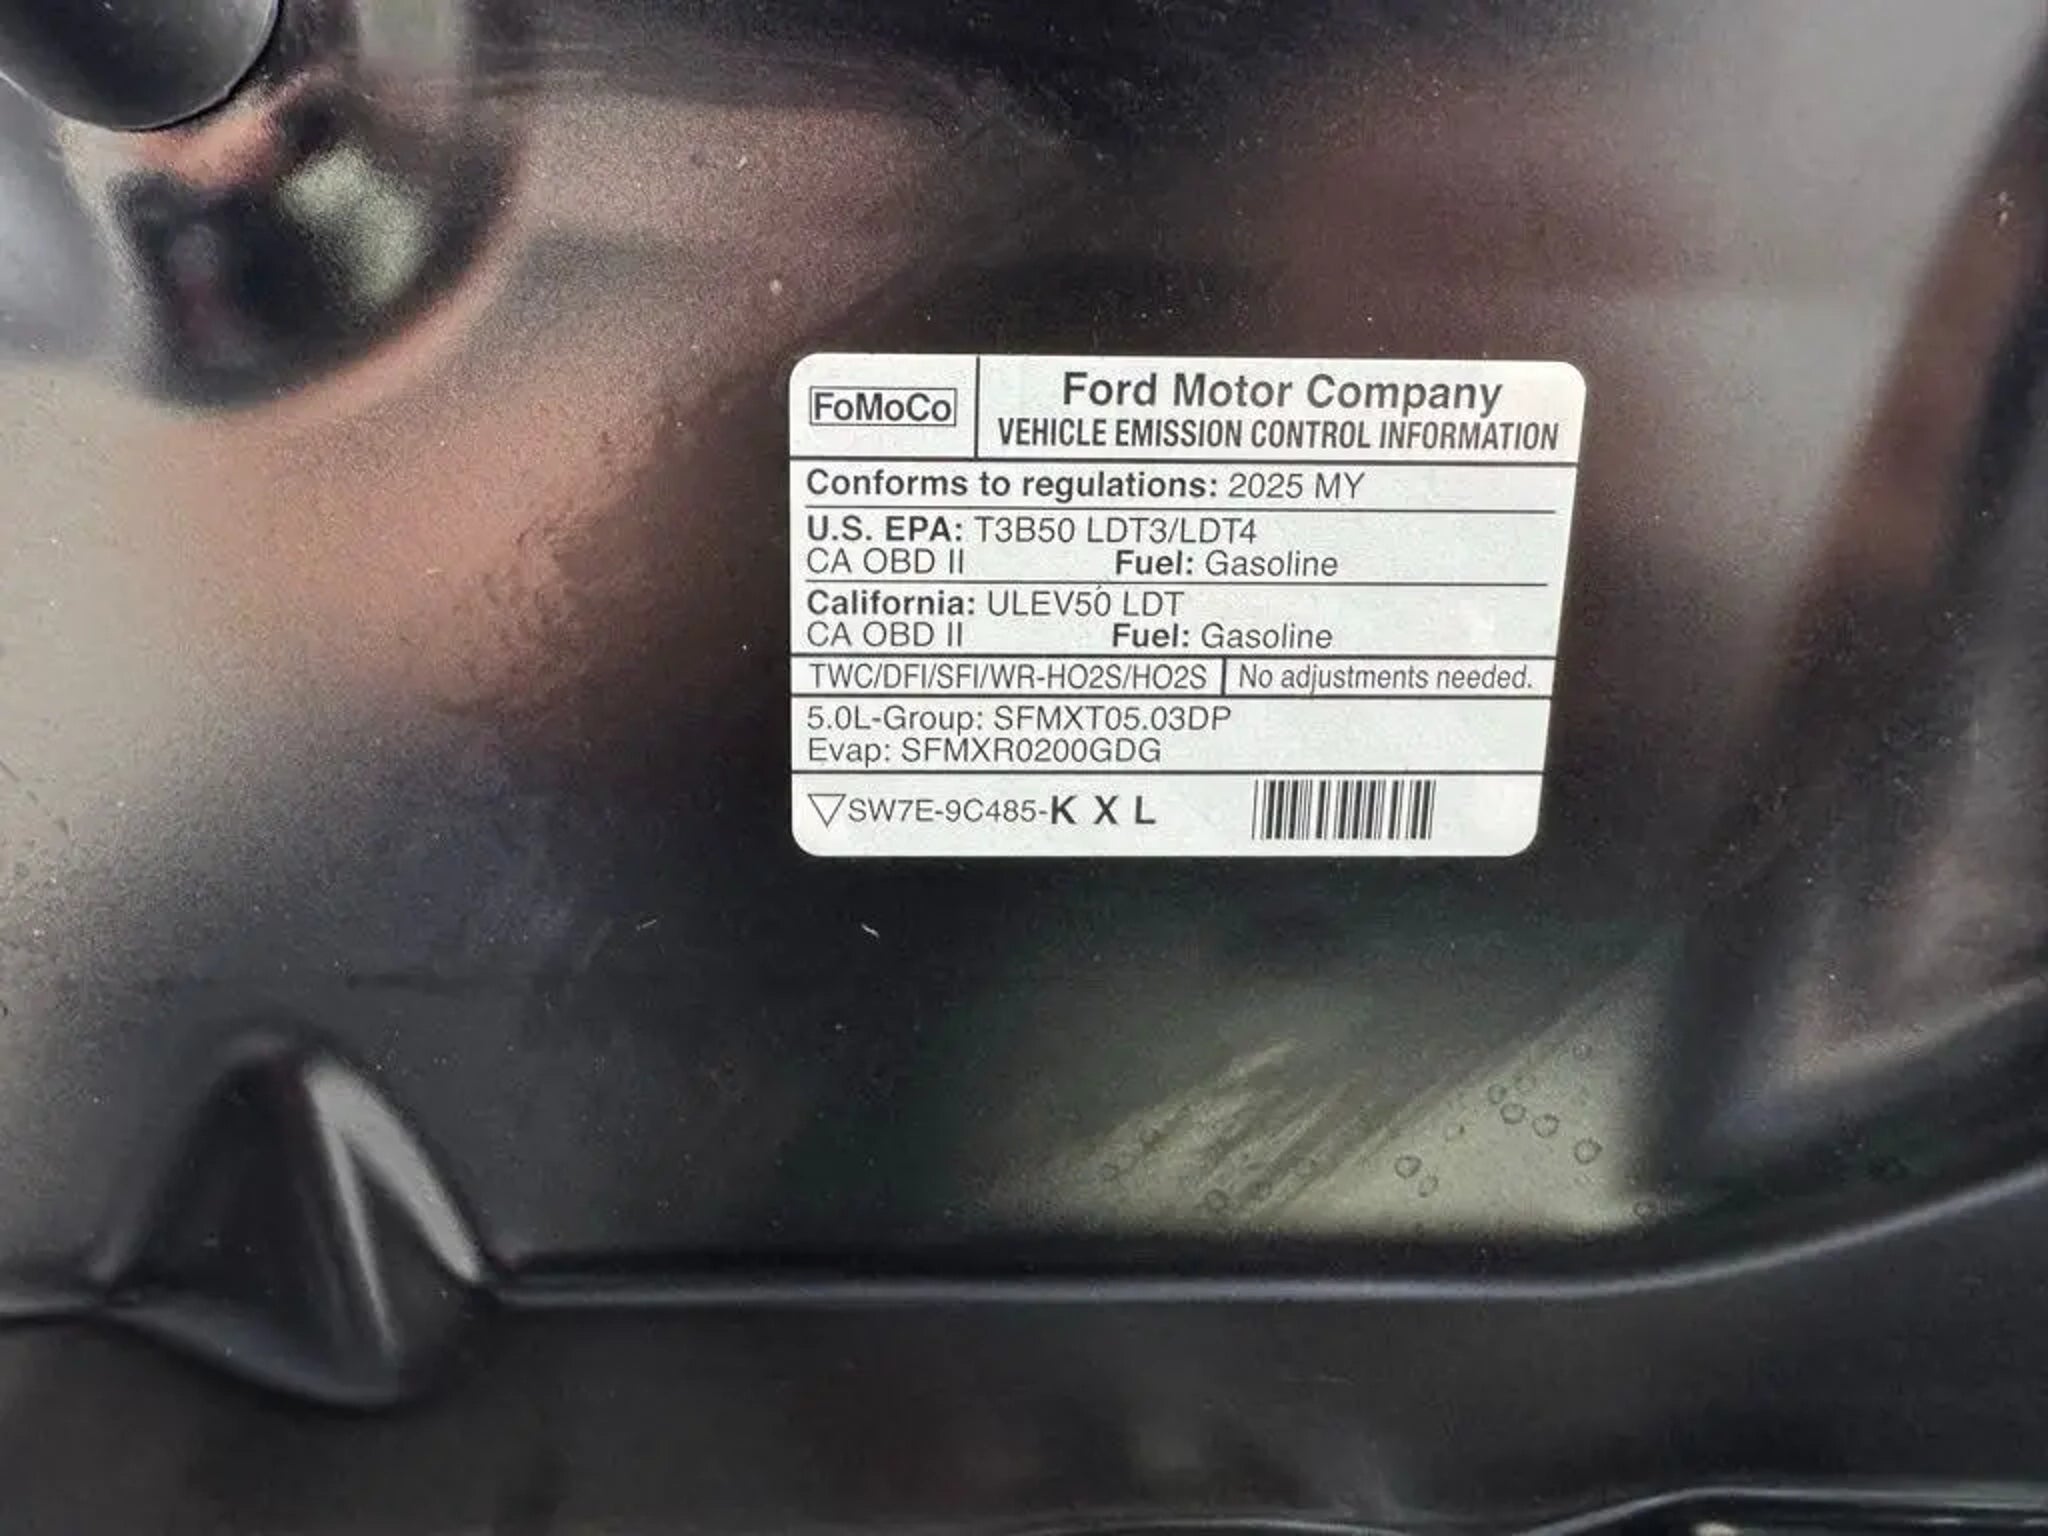 FoMoCo
Ford Motor Company
VEHICLE EMISSION CONTROL INFORMATION
Conforms to regulations: 2025 MY
U.S. EPA: T3B50 LDT3/LDT4
CA OBD II Fuel: Gasoline
California: ULEV50 LDT
CA OBD II Fuel: Gasoline
TWC/DFI/SFI/WR-HO2S/HO2S No adjustments needed.
5.0L-Group: SFMXT05.03DP
Evap: SFMXR0200GDG
▽SW7E-9C485-K X L